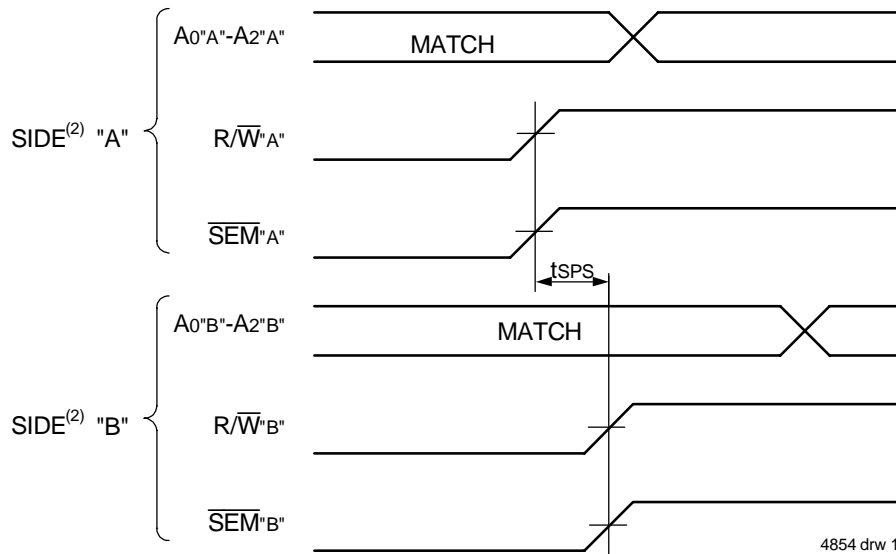 A0"A"-A2"A"
MATCH
SIDE(2) "A"
R/W"A"
SEM"A"
tSPS
A0"B"-A2"B"
MATCH
SIDE(2) "B"
R/W"B"
SEM"B"
4854 drw 1